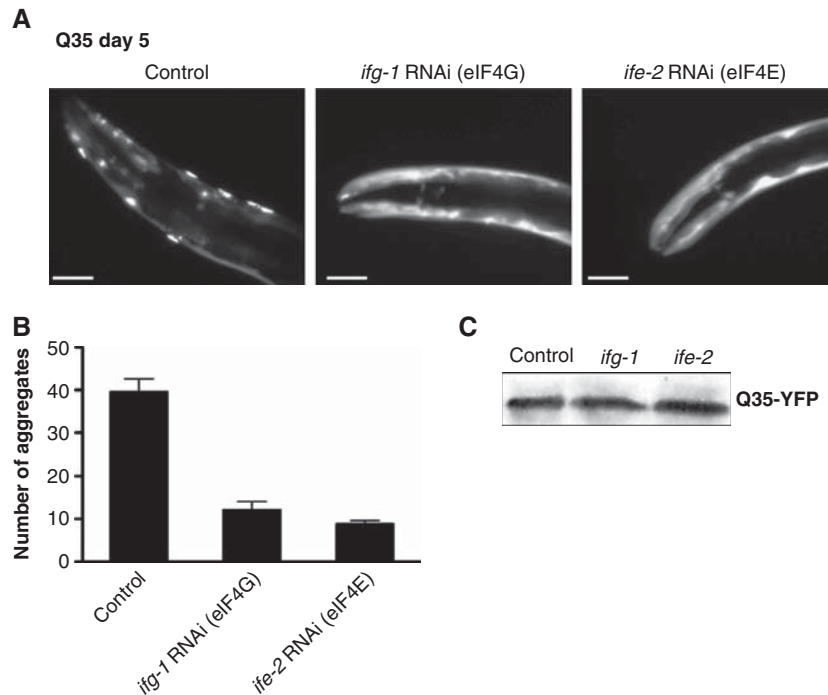 A
Q35 day 5
Control
ifg-1 RNAi (eIF4G)
ife-2 RNAi (eIF4E)
B
Number of aggregates
50
40
30
20
10
0
Control
ifg-1 RNAi (eIF4G)
ife-2 RNAi (eIF4E)
C
Control ifg-1 ife-2
Q35-YFP